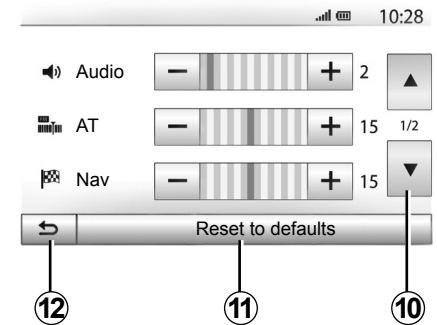 10:28
Audio − + 2
AT − + 15 1/2
Nav − + 15
Reset to defaults
12 11 10